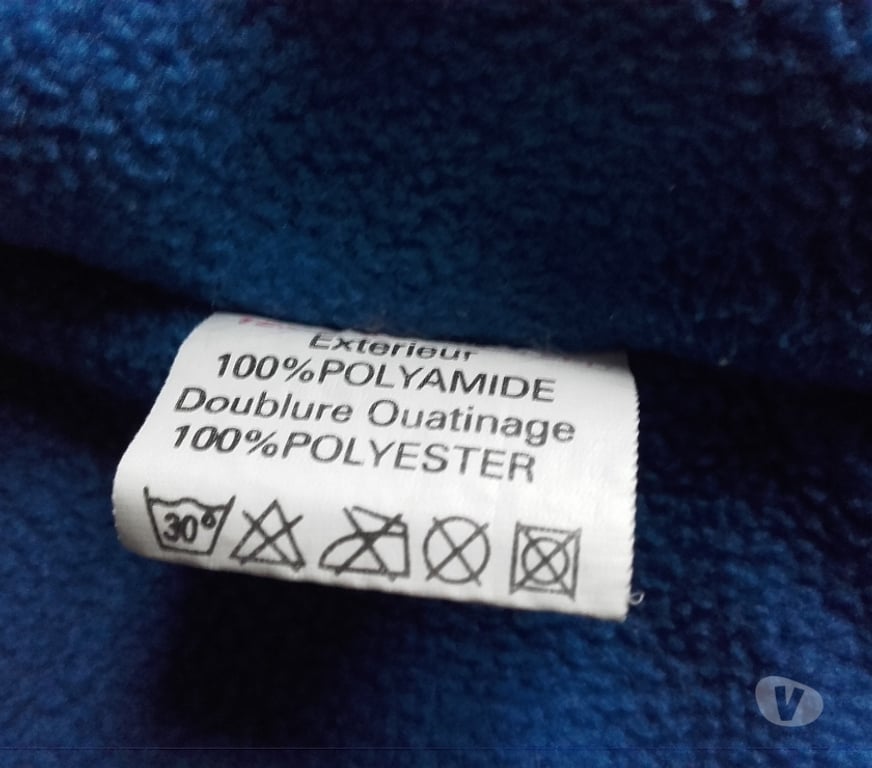 Exterieur
100%POLYAMIDE
Doublure Ouatinage
100%POLYESTER
30°
V